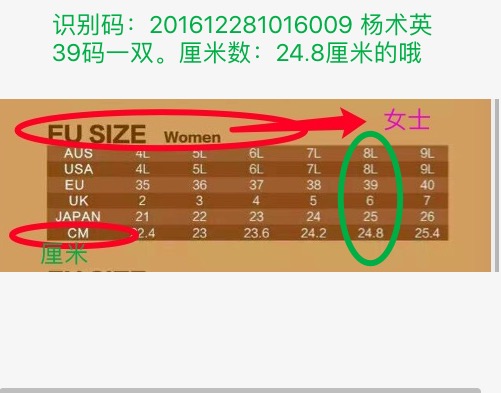 识别码：201612281016009 杨术英
39码一双。厘米数：24.8厘米的哦
EU SIZE Women
女士
AUS 4L 5L 6L 7L 8L 9L
USA 4L 5L 6L 7L 8L 9L
EU 35 36 37 38 39 40
UK 2 3 4 5 6 7
JAPAN 21 22 23 24 25 26
CM 22.4 23 23.6 24.2 24.8 25.4
厘米